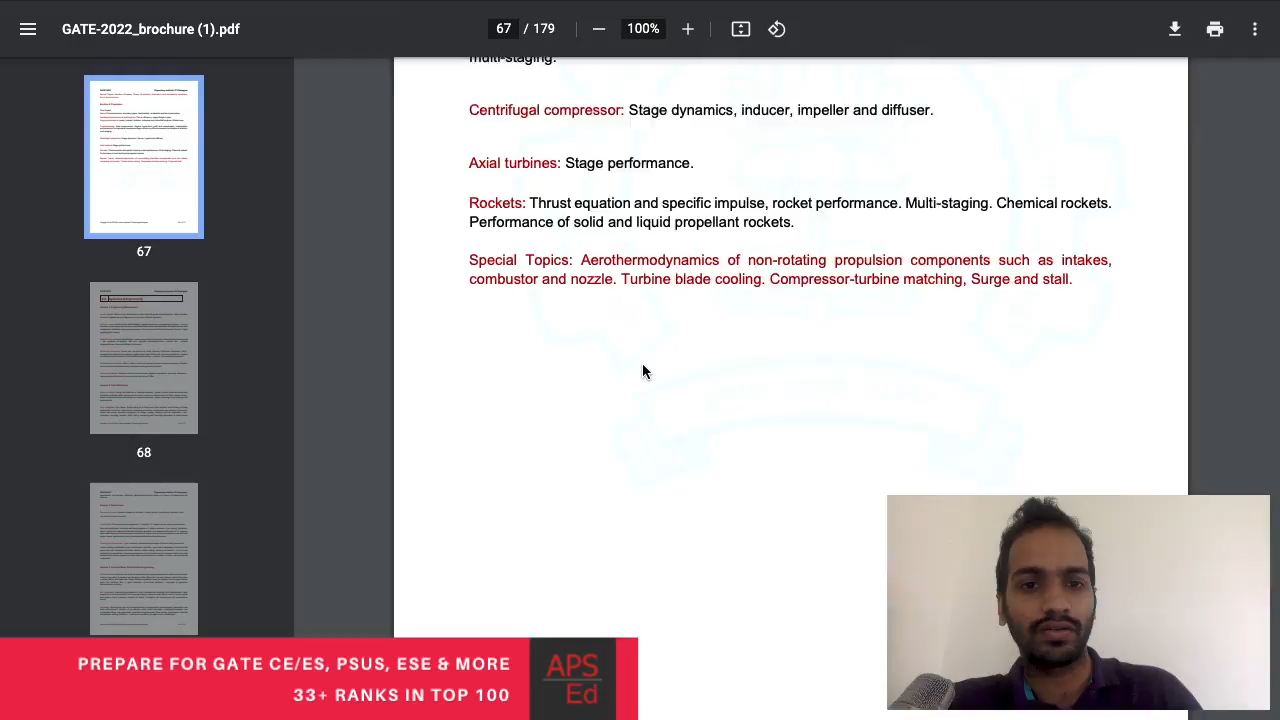 GATE-2022_brochure (1).pdf
67 / 179
100%
multi-staging.
Centrifugal compressor: Stage dynamics, inducer, impeller and diffuser.
Axial turbines: Stage performance.
Rockets: Thrust equation and specific impulse, rocket performance. Multi-staging. Chemical rockets.
Performance of solid and liquid propellant rockets.
Special Topics: Aerothermodynamics of non-rotating propulsion components such as intakes,
combustor and nozzle. Turbine blade cooling. Compressor-turbine matching, Surge and stall.
67
68
PREPARE FOR GATE CE/ES, PSUS, ESE & MORE
33+ RANKS IN TOP 100
APS
Ed